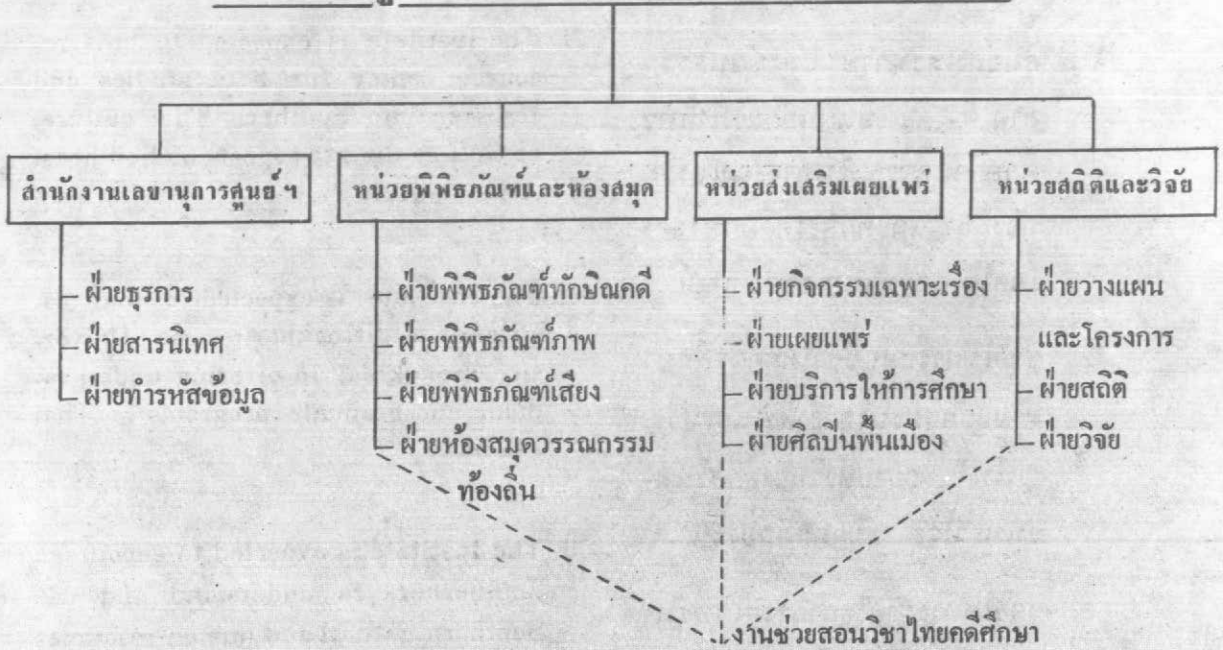 สำนักงานเลขานุการศูนย์ ฯ
หน่วยพิพิธภัณฑ์และห้องสมุด
หน่วยส่งเสริมเผยแพร่
หน่วยสถิติและวิจัย
ฝ่ายธุรการ
ฝ่ายสารนิเทศ
ฝ่ายทำรหัสข้อมูล
ฝ่ายพิพิธภัณฑ์ทักษิณคดี
ฝ่ายพิพิธภัณฑ์ภาพ
ฝ่ายพิพิธภัณฑ์เสียง
ฝ่ายห้องสมุดวรรณกรรม
ท้องถิ่น
ฝ่ายกิจกรรมเฉพาะเรื่อง
ฝ่ายเผยแพร่
ฝ่ายบริการให้การศึกษา
ฝ่ายศิลปินพื้นเมือง
ฝ่ายวางแผน
และโครงการ
ฝ่ายสถิติ
ฝ่ายวิจัย
งานช่วยสอนวิชาไทยคดีศึกษา